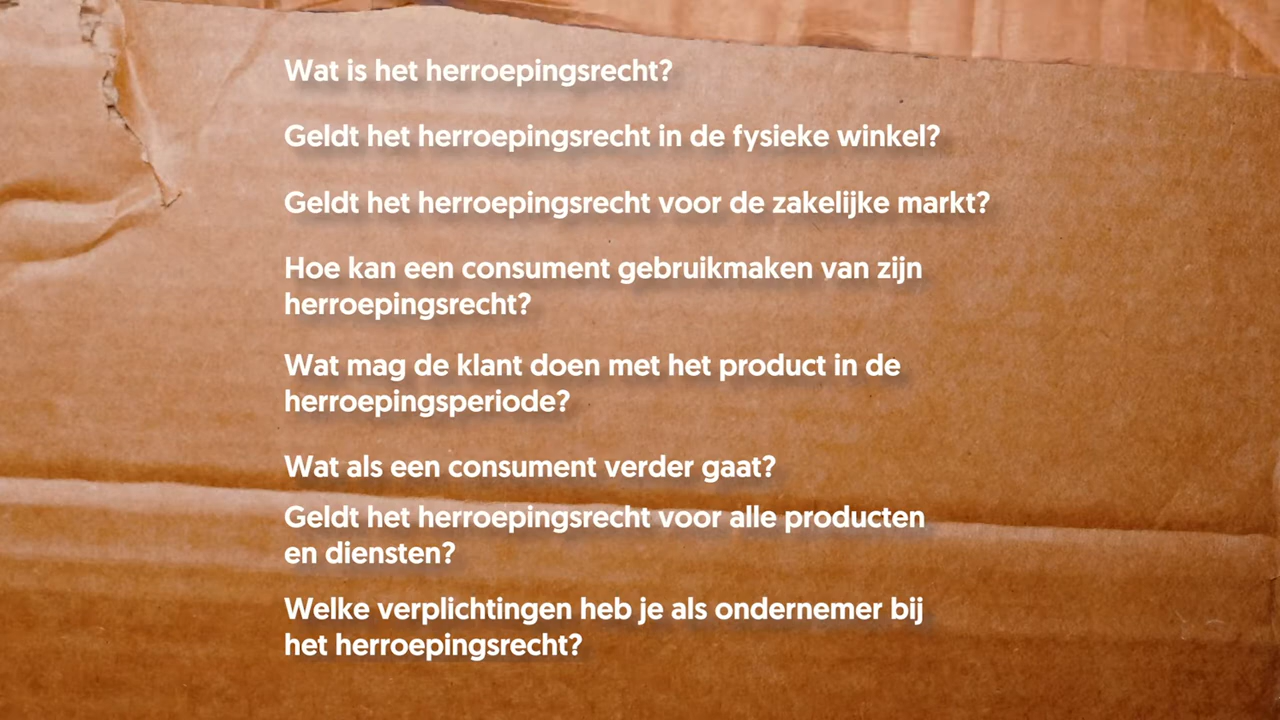 Wat is het herroepingsrecht?
Geldt het herroepingsrecht in de fysieke winkel?
Geldt het herroepingsrecht voor de zakelijke markt?
Hoe kan een consument gebruikmaken van zijn
herroepingsrecht?
Wat mag de klant doen met het product in de
herroepingsperiode?
Wat als een consument verder gaat?
Geldt het herroepingsrecht voor alle producten
en diensten?
Welke verplichtingen heb je als ondernemer bij
het herroepingsrecht?